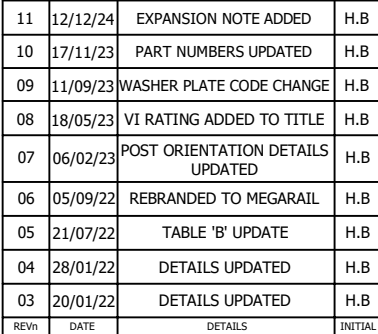 11 12/12/24 EXPANSION NOTE ADDED H.B
10 17/11/23 PART NUMBERS UPDATED H.B
09 11/09/23 WASHER PLATE CODE CHANGE H.B
08 18/05/23 VI RATING ADDED TO TITLE H.B
07 06/02/23 POST ORIENTATION DETAILS H.B
UPDATED
06 05/09/22 REBRANDED TO MEGARAIL H.B
05 21/07/22 TABLE 'B' UPDATE H.B
04 28/01/22 DETAILS UPDATED H.B
03 20/01/22 DETAILS UPDATED H.B
REVn DATE DETAILS INITIAL